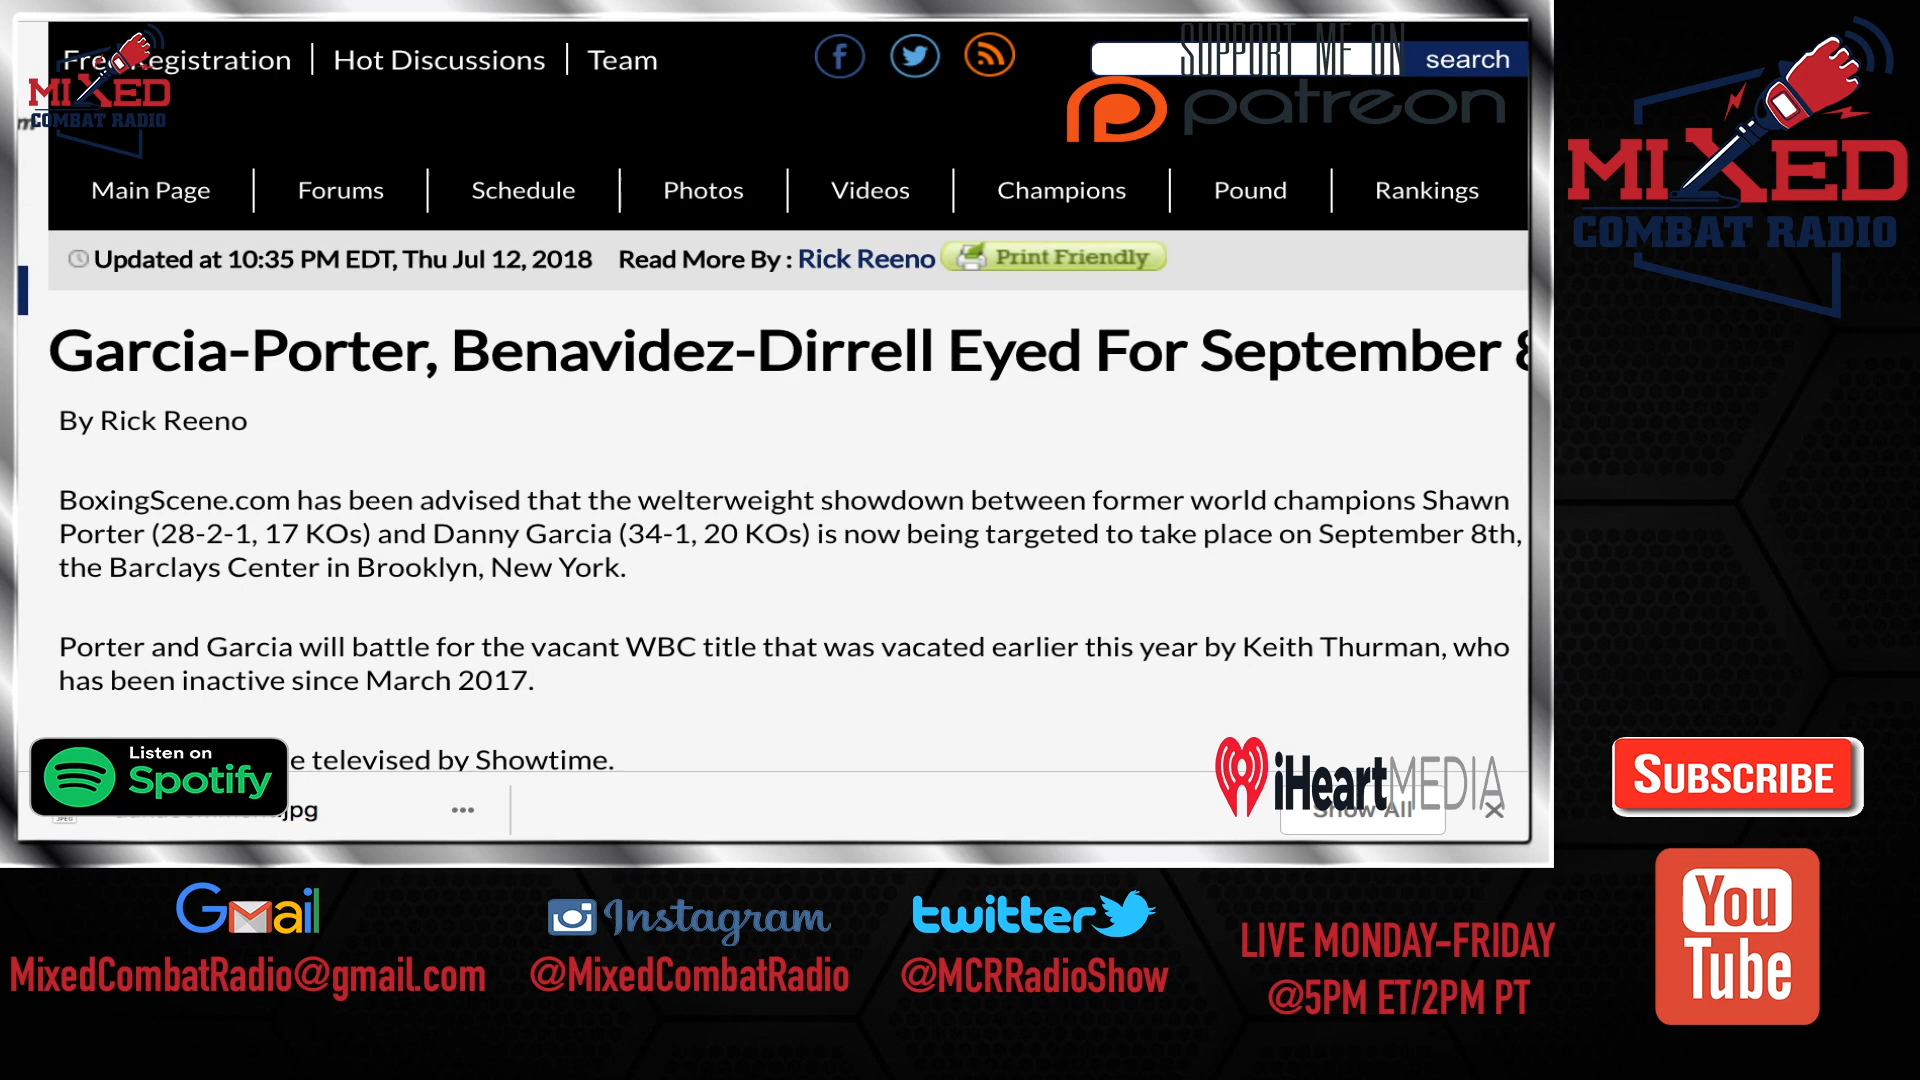 Free Registration | Hot Discussions | Team
SUPPORT ME ON
search
patreon
MIXED
COMBAT RADIO
MIXED
COMBAT RADIO
Main Page | Forums | Schedule | Photos | Videos | Champions | Pound | Rankings
Updated at 10:35 PM EDT, Thu Jul 12, 2018 Read More By : Rick Reeno Print Friendly
Garcia-Porter, Benavidez-Dirrell Eyed For September 8
By Rick Reeno
BoxingScene.com has been advised that the welterweight showdown between former world champions Shawn
Porter (28-2-1, 17 KOs) and Danny Garcia (34-1, 20 KOs) is now being targeted to take place on September 8th,
the Barclays Center in Brooklyn, New York.
Porter and Garcia will battle for the vacant WBC title that was vacated earlier this year by Keith Thurman, who
has been inactive since March 2017.
e televised by Showtime.
Listen on
Spotify
.jpg
JPEG
iHeartMEDIA
Show All
SUBSCRIBE
Gmail
MixedCombatRadio@gmail.com
Instagram
@MixedCombatRadio
twitter
@MCRRadioShow
LIVE MONDAY-FRIDAY
@5PM ET/2PM PT
You
Tube